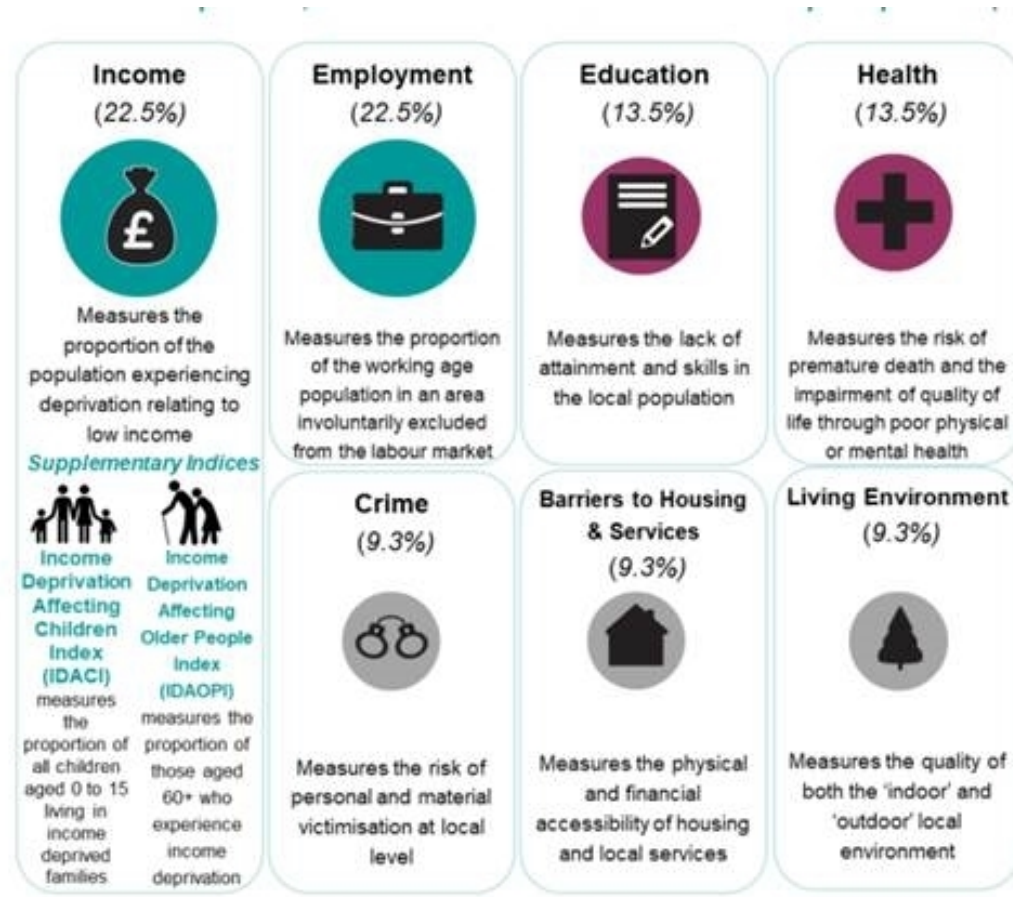 Income
(22.5%)
£
Measures the
proportion of the
population experiencing
deprivation relating to
low income
Supplementary Indices
Income
Deprivation
Affecting
Children
Index
(IDACI)
measures
the
proportion of
all children
aged 0 to 15
living in
income
deprived
families
Income
Deprivation
Affecting
Older People
Index
(IDAOPI)
measures the
proportion of
those aged
60+ who
experience
income
deprivation
Employment
(22.5%)
Measures the proportion
of the working age
population in an area
involuntarily excluded
from the labour market
Education
(13.5%)
Measures the lack of
attainment and skills in
the local population
Health
(13.5%)
Measures the risk of
premature death and the
impairment of quality of
life through poor physical
or mental health
Crime
(9.3%)
Measures the risk of
personal and material
victimisation at local
level
Barriers to Housing
& Services
(9.3%)
Measures the physical
and financial
accessibility of housing
and local services
Living Environment
(9.3%)
Measures the quality of
both the ‘indoor’ and
‘outdoor’ local
environment